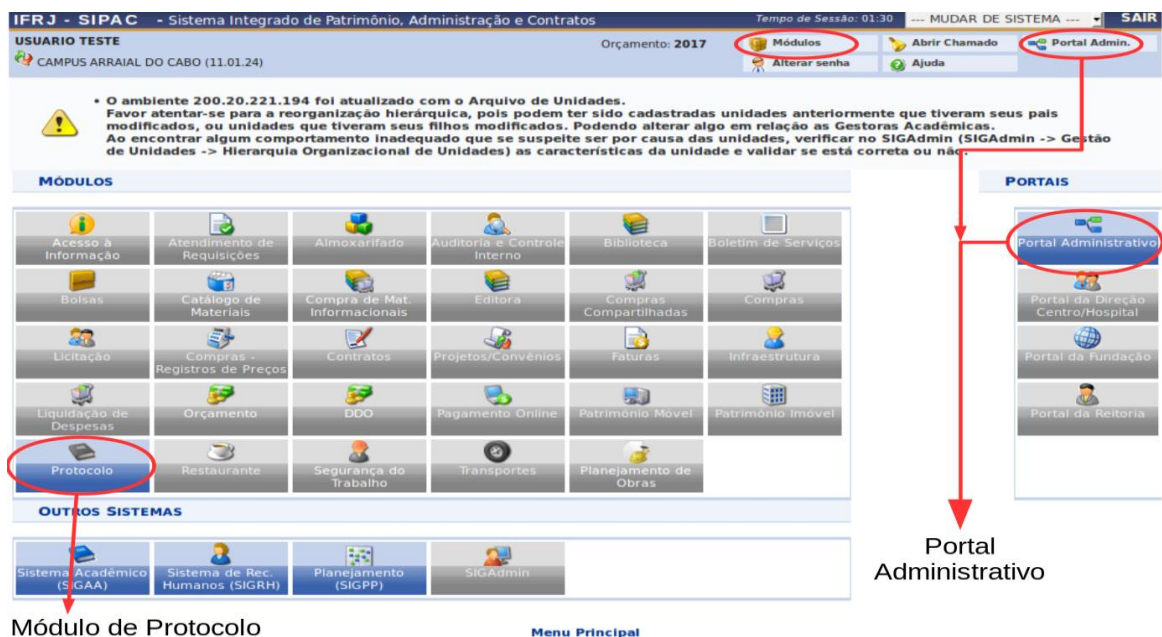 IFRJ - SIPAC - Sistema Integrado de Patrimônio, Administração e Contratos
Tempo de Sessão: 01:30
--- MUDAR DE SISTEMA ---
SAIR
USUARIO TESTE
Orçamento: 2017
Módulos
Abrir Chamado
Portal Admin.
CAMPUS ARRAIAL DO CABO (11.01.24)
Alterar senha
Ajuda
• O ambiente 200.20.221.194 foi atualizado com o Arquivo de Unidades.
Favor atentar-se para a reorganização hierárquica, pois podem ter sido cadastradas unidades anteriormente que tiveram seus pais
modificados, ou unidades que tiveram seus filhos modificados. Podendo alterar algo em relação as Gestoras Acadêmicas.
Ao encontrar algum comportamento inadequado que se suspeite ser por causa das unidades, verificar no SIGAdmin (SIGAdmin -> Gestão
de Unidades -> Hierarquia Organizacional de Unidades) as características da unidade e validar se está correta ou não.
MÓDULOS
PORTAIS
Acesso à
Informação
Atendimento de
Requisições
Almoxarifado
Auditoria e Controle
Interno
Biblioteca
Boletim de Serviços
Portal Administrativo
Bolsas
Catálogo de
Materiais
Compra de Mat.
Informacionais
Editora
Compras
Compartilhadas
Compras
Portal da Direção
Centro/Hospital
Licitação
Compras -
Registros de Preços
Contratos
Projetos/Convênios
Faturas
Infraestrutura
Portal da Fundação
Liquidação de
Despesas
Orçamento
DDO
Pagamento Online
Patrimônio Móvel
Patrimônio Imóvel
Portal da Reitoria
Protocolo
Restaurante
Segurança do
Trabalho
Transportes
Planejamento de
Obras
OUTROS SISTEMAS
Sistema Acadêmico
(SIGAA)
Sistema de Rec.
Humanos (SIGRH)
Planejamento
(SIGPP)
SIGAdmin
Portal
Administrativo
Módulo de Protocolo
Menu Principal